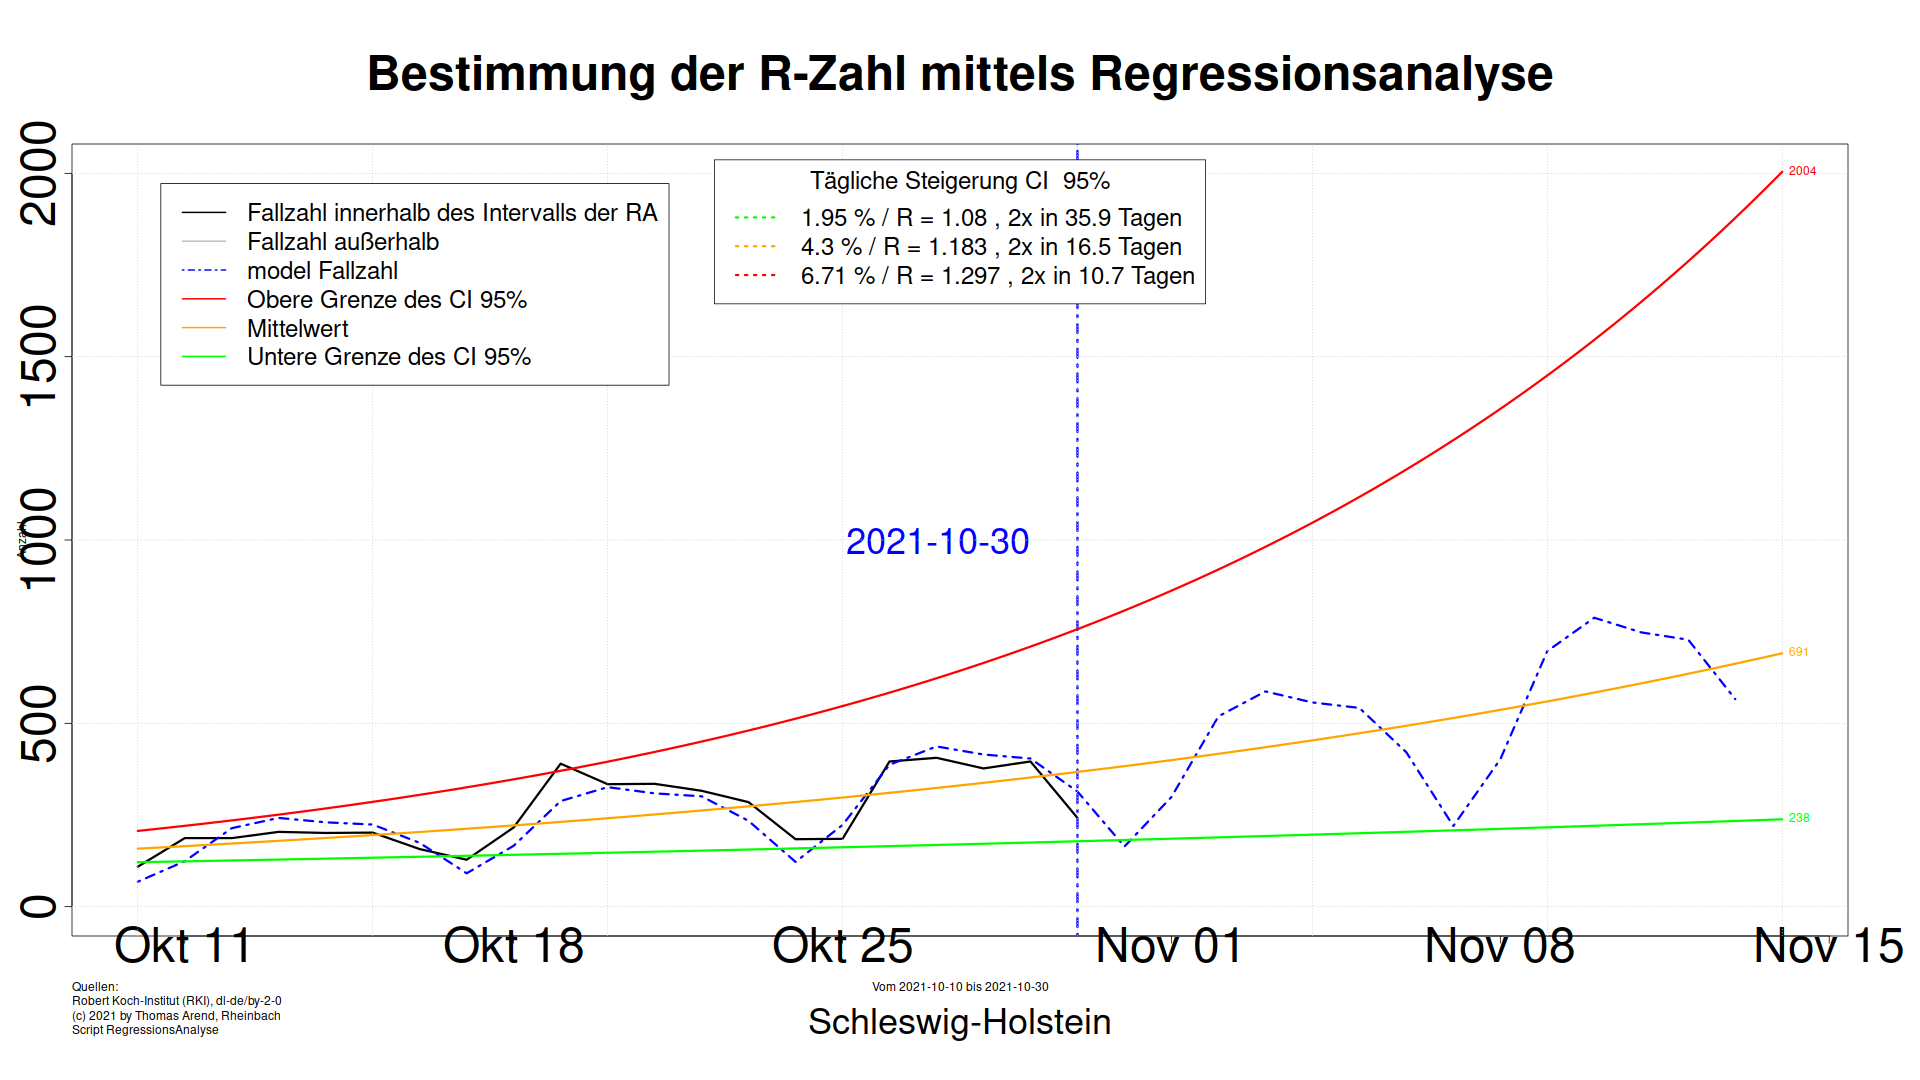 Bestimmung der R-Zahl mittels Regressionsanalyse
Anzahl
2000
1500
1000
500
0
Fallzahl innerhalb des Intervalls der RA
Fallzahl außerhalb
model Fallzahl
Obere Grenze des CI 95%
Mittelwert
Untere Grenze des CI 95%
Tägliche Steigerung CI  95%
1.95 % / R = 1.08 , 2x in 35.9 Tagen
4.3 % / R = 1.183 , 2x in 16.5 Tagen
6.71 % / R = 1.297 , 2x in 10.7 Tagen
2021-10-30
2004
691
238
Okt 11 Okt 18 Okt 25 Nov 01 Nov 08 Nov 15
Vom 2021-10-10 bis 2021-10-30
Schleswig-Holstein
Quellen:
Robert Koch-Institut (RKI), dl-de/by-2-0
(c) 2021 by Thomas Arend, Rheinbach
Script RegressionsAnalyse